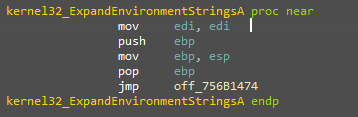 kernel32_ExpandEnvironmentStringsA proc near
mov edi, edi
push ebp
mov ebp, esp
pop ebp
jmp off_756B1474
kernel32_ExpandEnvironmentStringsA endp